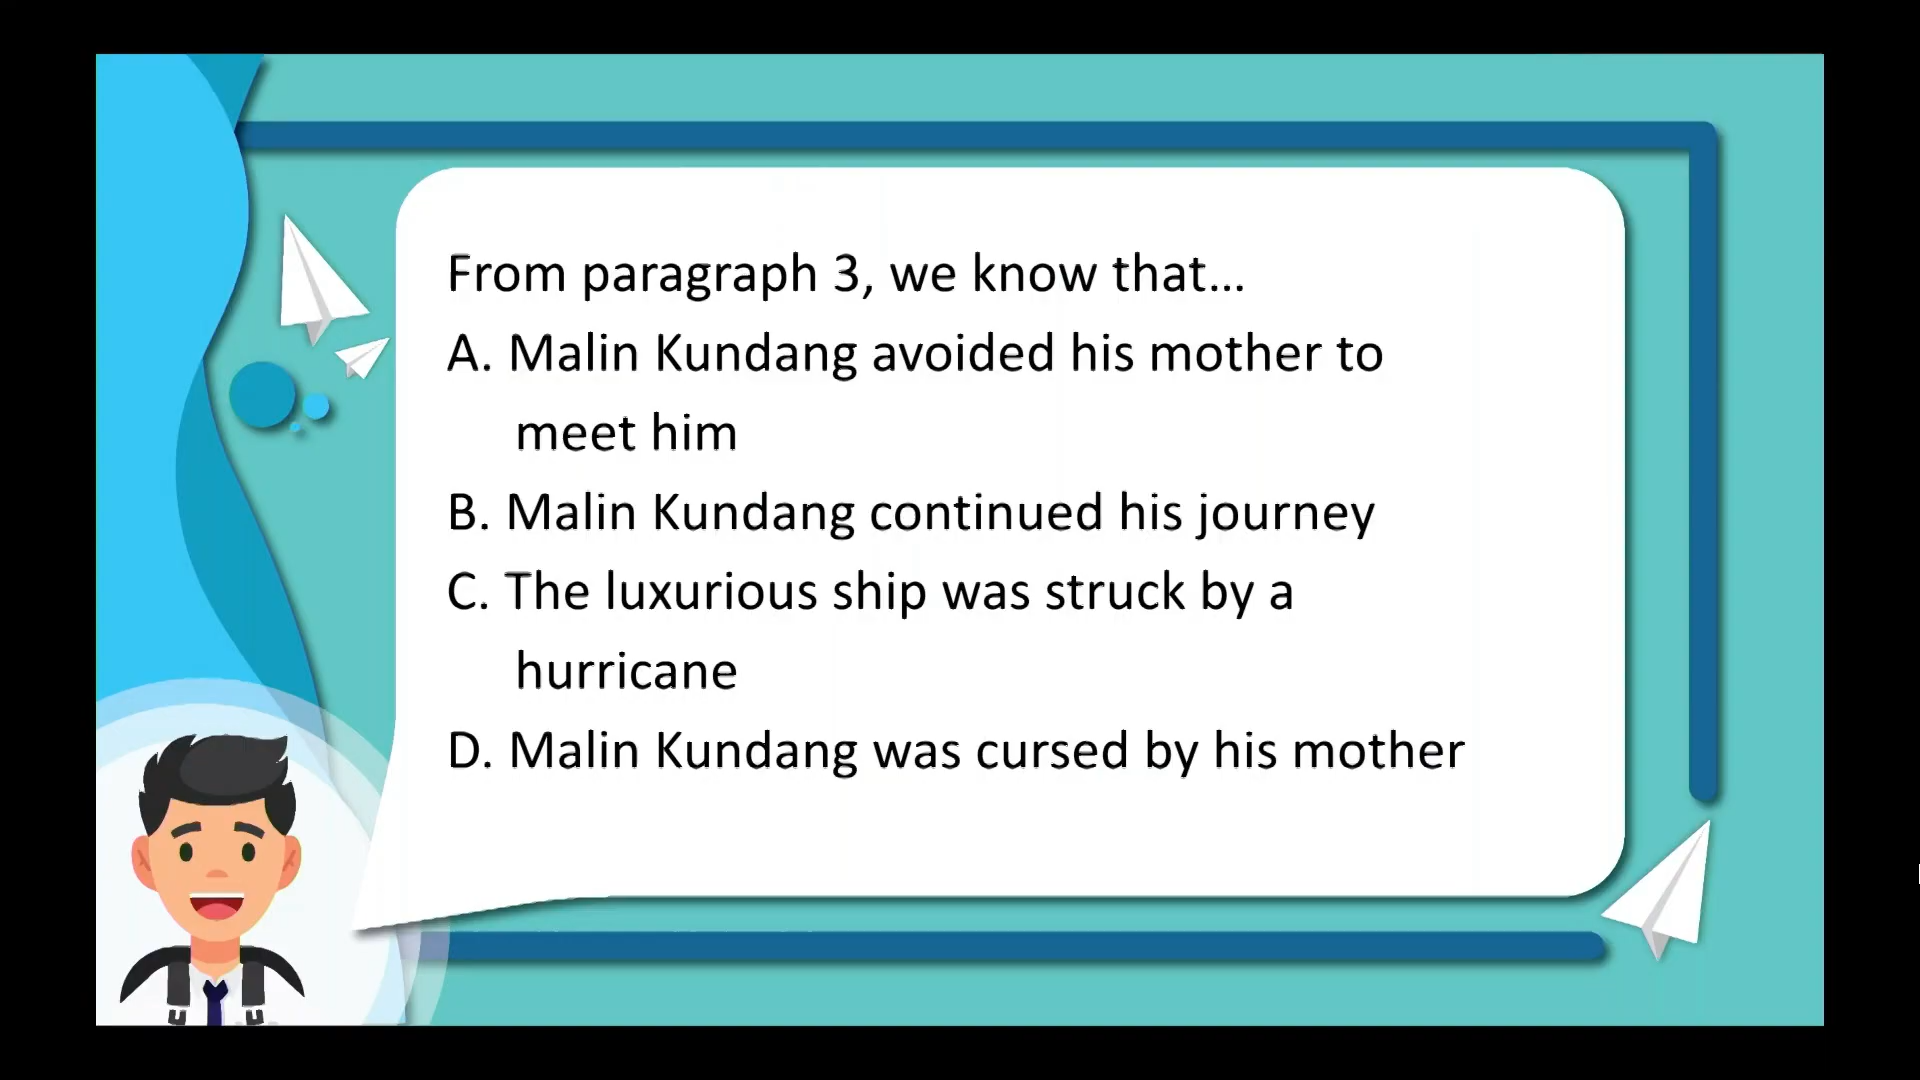 From paragraph 3, we know that...
A. Malin Kundang avoided his mother to
meet him
B. Malin Kundang continued his journey
C. The luxurious ship was struck by a
hurricane
D. Malin Kundang was cursed by his mother